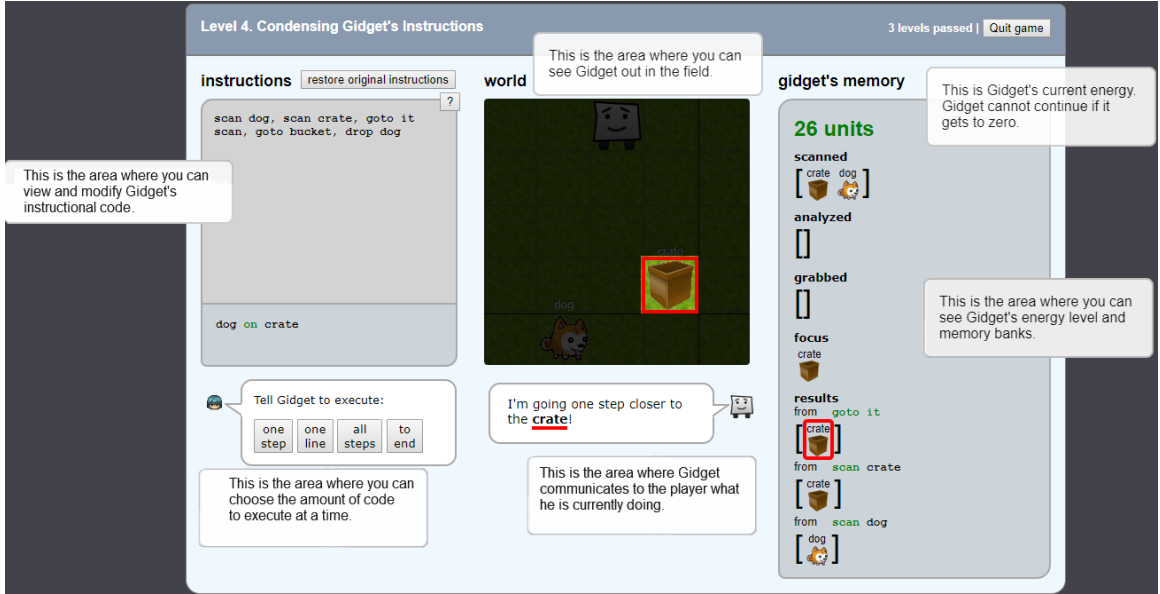 Level 4. Condensing Gidget's Instructions
3 levels passed |
Quit game
This is the area where you can
see Gidget out in the field.
instructions
restore original instructions
world
gidget's memory
?
This is Gidget's current energy.
Gidget cannot continue if it
gets to zero.
scan dog, scan crate, goto it
scan, goto bucket, drop dog
This is the area where you can
view and modify Gidget's
instructional code.
dog on crate
crate
dog
26 units
scanned
[ crate dog ]
analyzed
[]
grabbed
[]
focus
crate
This is the area where you can
see Gidget's energy level and
memory banks.
results
from goto it
[ crate ]
from scan crate
[ crate ]
from scan dog
[ dog ]
Tell Gidget to execute:
one
step
one
line
all
steps
to
end
I'm going one step closer to
the crate!
This is the area where you can
choose the amount of code
to execute at a time.
This is the area where Gidget
communicates to the player what
he is currently doing.